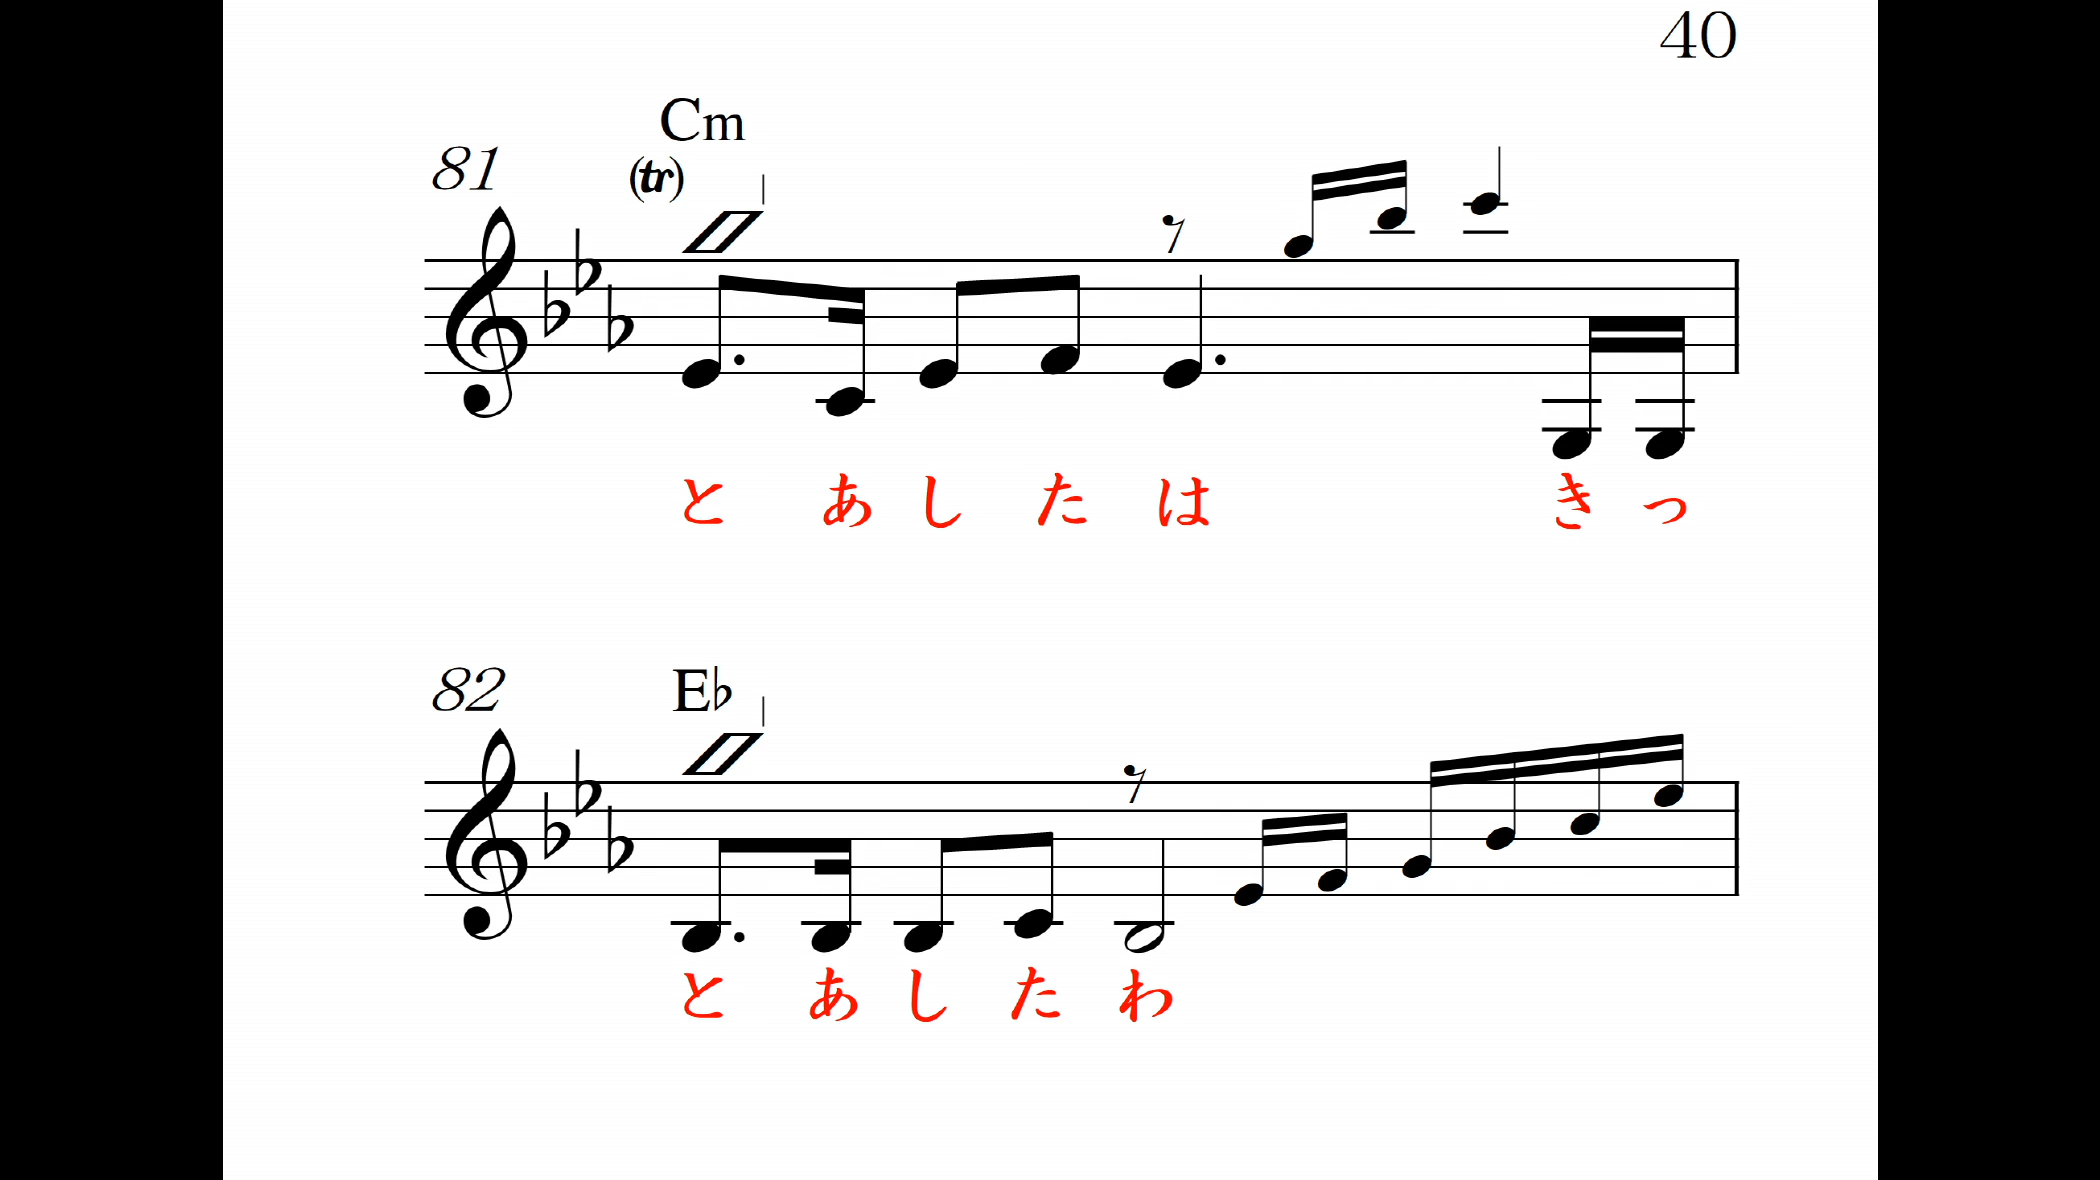 40
Cm
81
(tr)
と あ し た は き っ
82
E♭
と あ し た わ